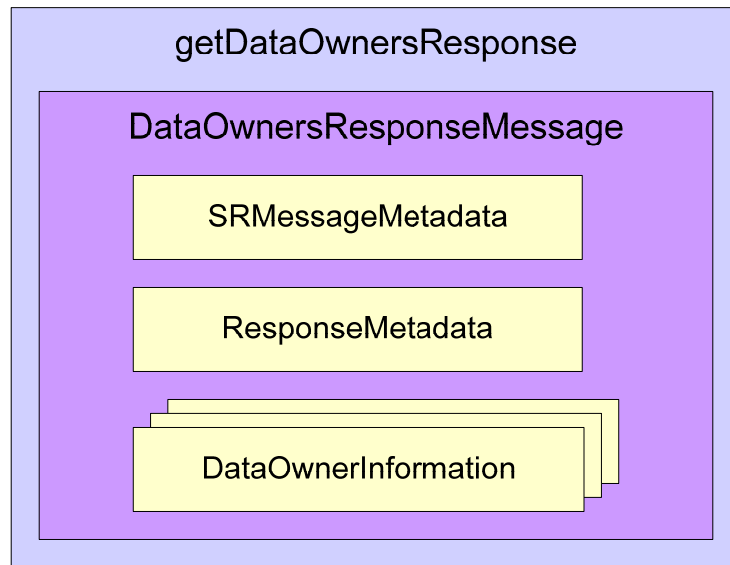 getDataOwnersResponse
DataOwnersResponseMessage
SRMessageMetadata
ResponseMetadata
DataOwnerInformation